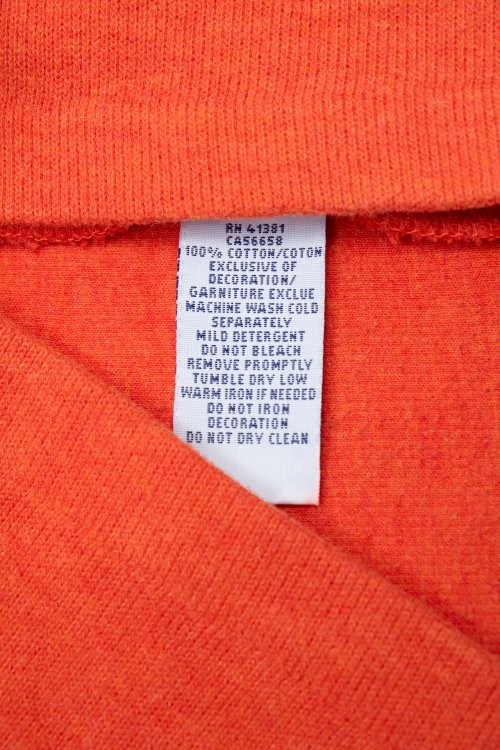 RN 41381
CA56658
100% COTTON/COTON
EXCLUSIVE OF
DECORATION/
GARNITURE EXCLUE
MACHINE WASH COLD
SEPARATELY
MILD DETERGENT
DO NOT BLEACH
REMOVE PROMPTLY
TUMBLE DRY LOW
WARM IRON IF NEEDED
DO NOT IRON
DECORATION
DO NOT DRY CLEAN